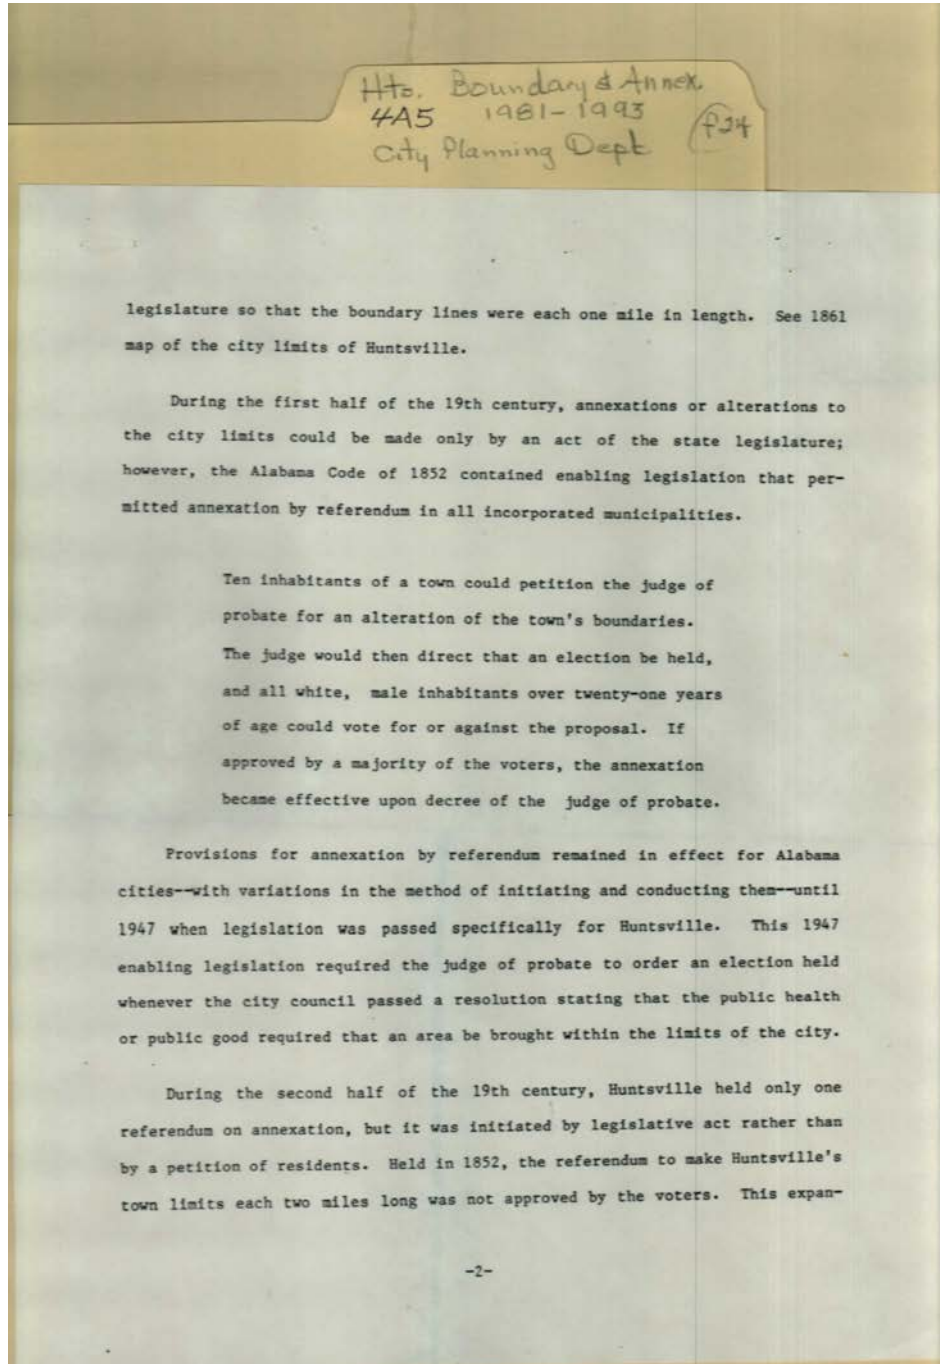 Hts. Boundary & Annex.
4A5 1981-1993 f24
City Planning Dept
legislature so that the boundary lines were each one mile in length. See 1861
map of the city limits of Huntsville.
During the first half of the 19th century, annexations or alterations to
the city limits could be made only by an act of the state legislature;
however, the Alabama Code of 1852 contained enabling legislation that per-
mitted annexation by referendum in all incorporated municipalities.
Ten inhabitants of a town could petition the judge of
probate for an alteration of the town's boundaries.
The judge would then direct that an election be held,
and all white, male inhabitants over twenty-one years
of age could vote for or against the proposal. If
approved by a majority of the voters, the annexation
became effective upon decree of the judge of probate.
Provisions for annexation by referendum remained in effect for Alabama
cities--with variations in the method of initiating and conducting them--until
1947 when legislation was passed specifically for Huntsville. This 1947
enabling legislation required the judge of probate to order an election held
whenever the city council passed a resolution stating that the public health
or public good required that an area be brought within the limits of the city.
During the second half of the 19th century, Huntsville held only one
referendum on annexation, but it was initiated by legislative act rather than
by a petition of residents. Held in 1852, the referendum to make Huntsville's
town limits each two miles long was not approved by the voters. This expan-
-2-